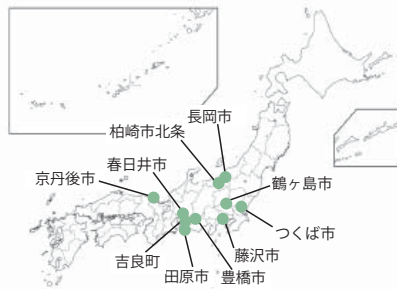 長岡市
柏崎市北条
春日井市
京丹後市
鶴ヶ島市
つくば市
吉良町
藤沢市
田原市
豊橋市